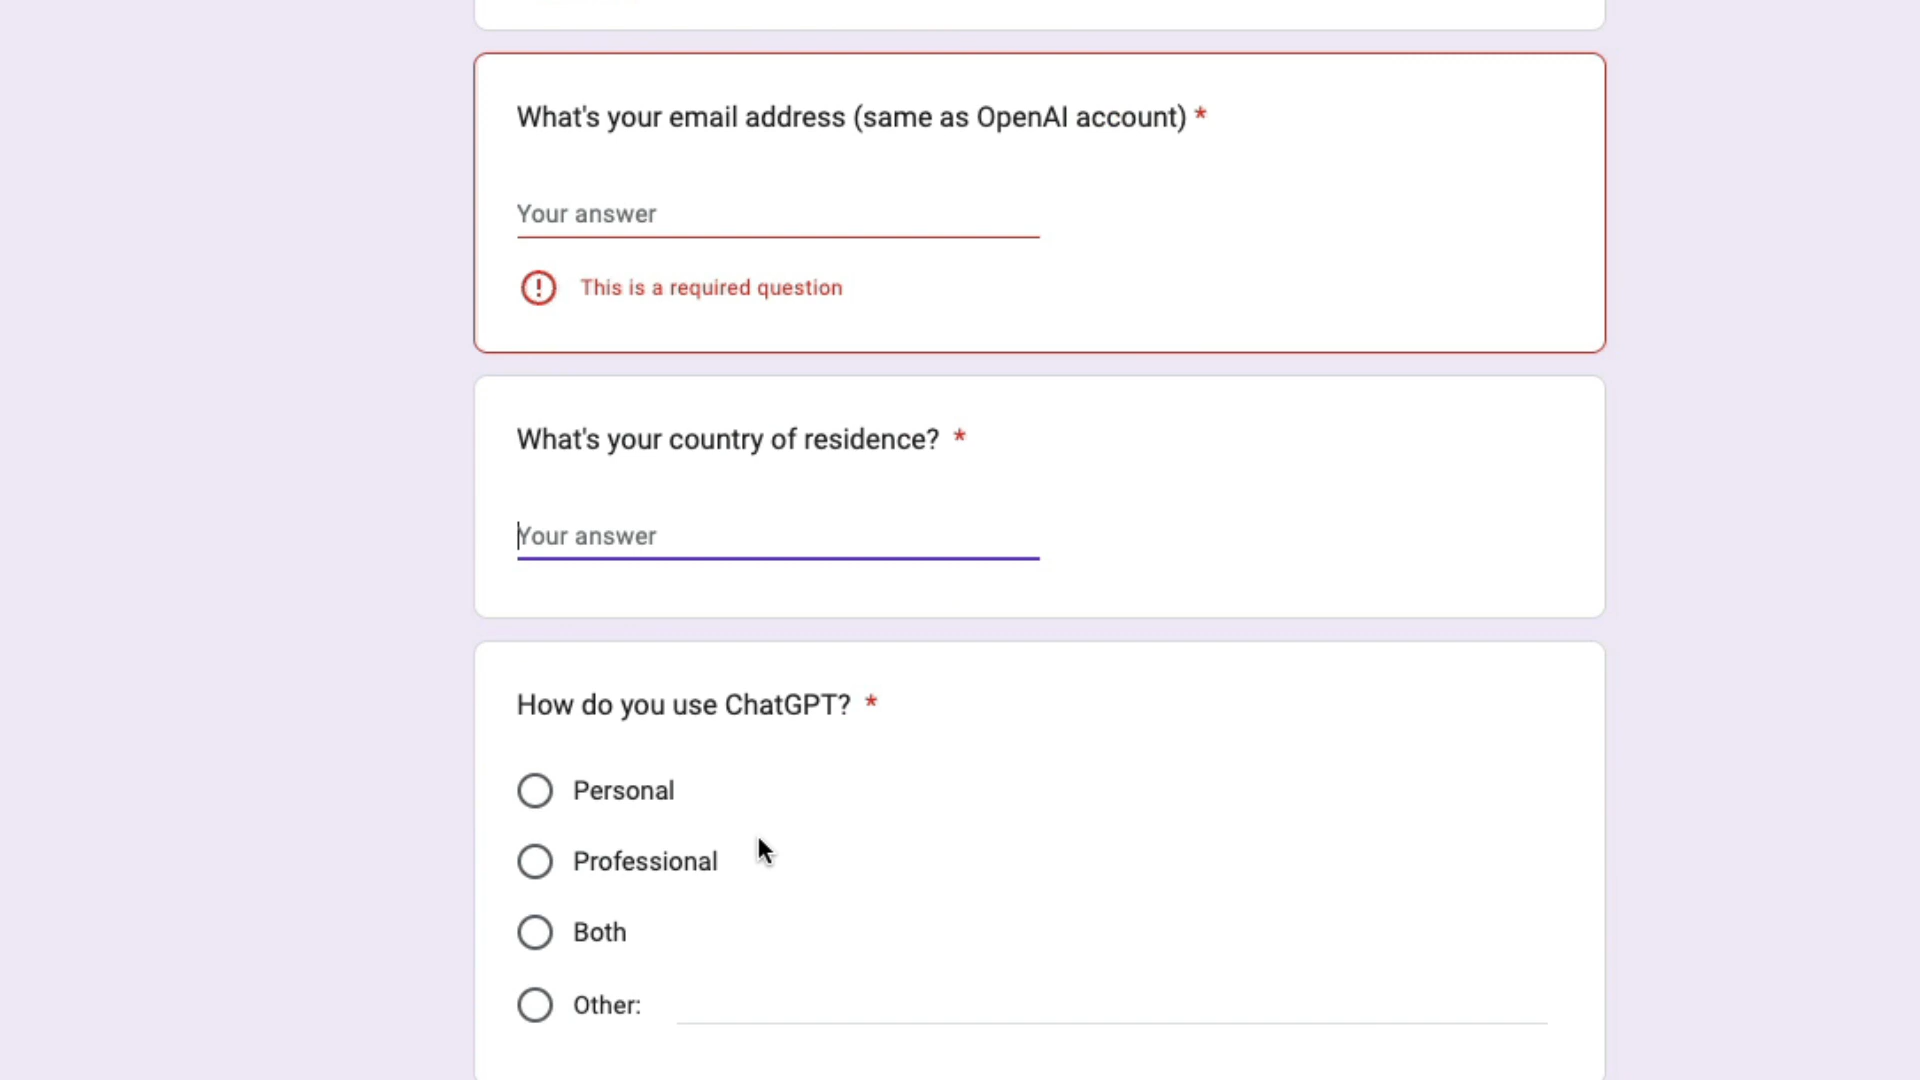 What's your email address (same as OpenAI account) *
Your answer
! This is a required question
What's your country of residence? *
Your answer
How do you use ChatGPT? *
Personal
Professional
Both
Other: